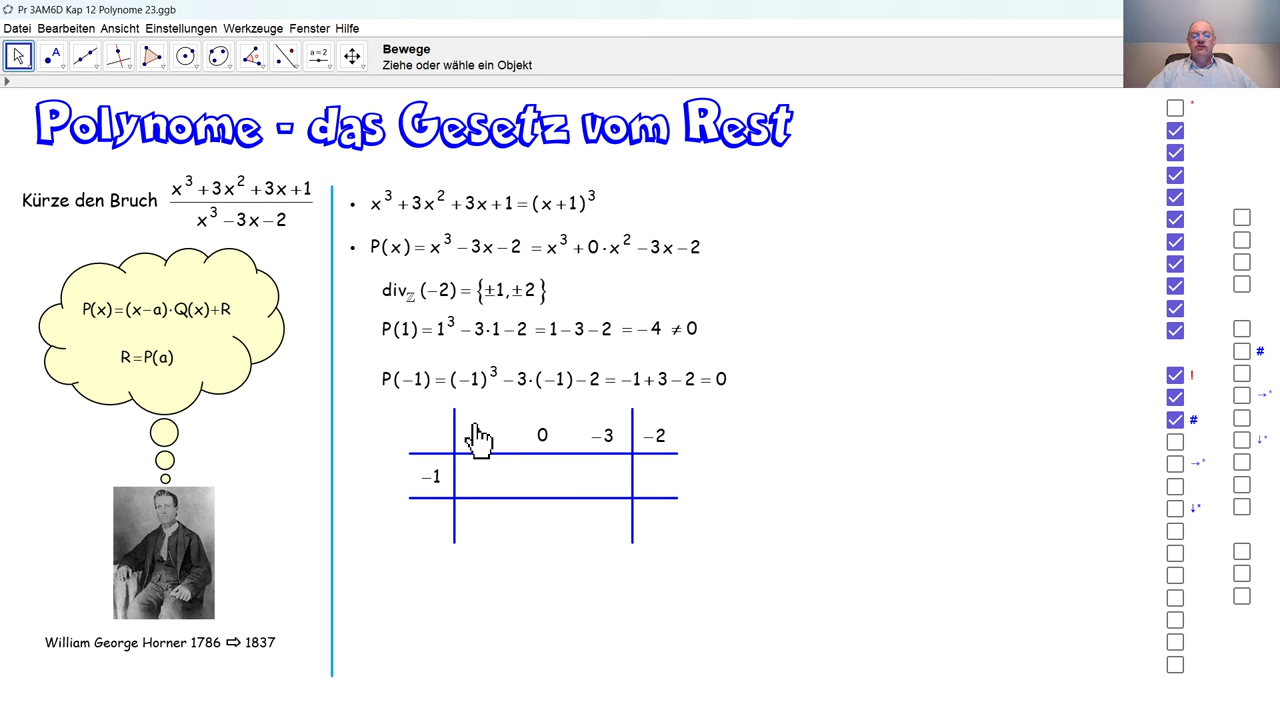 Pr 3AM6D Kap 12 Polynome 23.ggb
Datei Bearbeiten Ansicht Einstellungen Werkzeuge Fenster Hilfe
A
a=2
Bewege
Ziehe oder wähle ein Objekt
Polynome - das Gesetz vom Rest
Kürze den Bruch (x³+3x²+3x+1)/(x³−3x−2)
P(x)=(x−a)·Q(x)+R
R=P(a)
William George Horner 1786 ⇨ 1837
• x³+3x²+3x+1=(x+1)³
• P(x)=x³−3x−2 =x³+0·x²−3x−2
div_ℤ(−2)={±1,±2}
P(1)=1³−3·1−2 =1−3−2 =−4 ≠0
P(−1)=(−1)³−3·(−1)−2=−1+3−2=0
0 −3 −2
−1
*
#
→*
!
#
↓*
→*
↓*